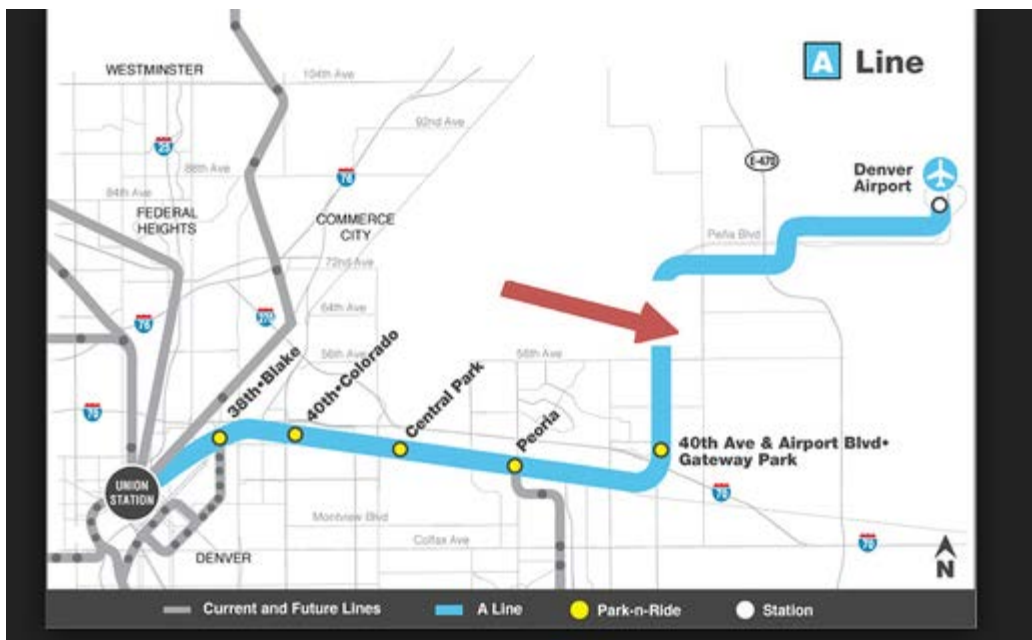 A Line
WESTMINSTER
104th Ave
92nd Ave
25
88th Ave
76
E-470
84th Ave
Denver
Airport
FEDERAL
HEIGHTS
COMMERCE
CITY
Peña Blvd
72nd Ave
64th Ave
76
270
56th Ave
56th Ave
38th•Blake
40th•Colorado
Central Park
Peoria
70
40th Ave & Airport Blvd•
Gateway Park
UNION
STATION
70
Montview Blvd
Colfax Ave
70
DENVER
N
Current and Future Lines
A Line
Park-n-Ride
Station